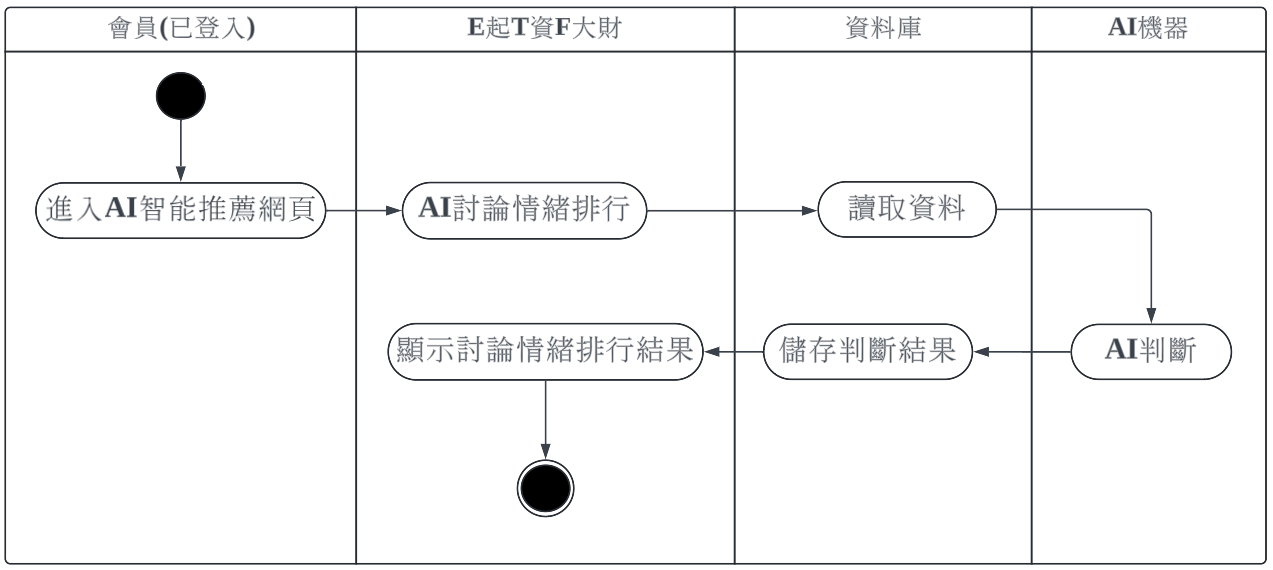 會員(已登入)
E起T資F大財
資料庫
AI機器
進入AI智能推薦網頁
AI討論情緒排行
讀取資料
顯示討論情緒排行結果
儲存判斷結果
AI判斷